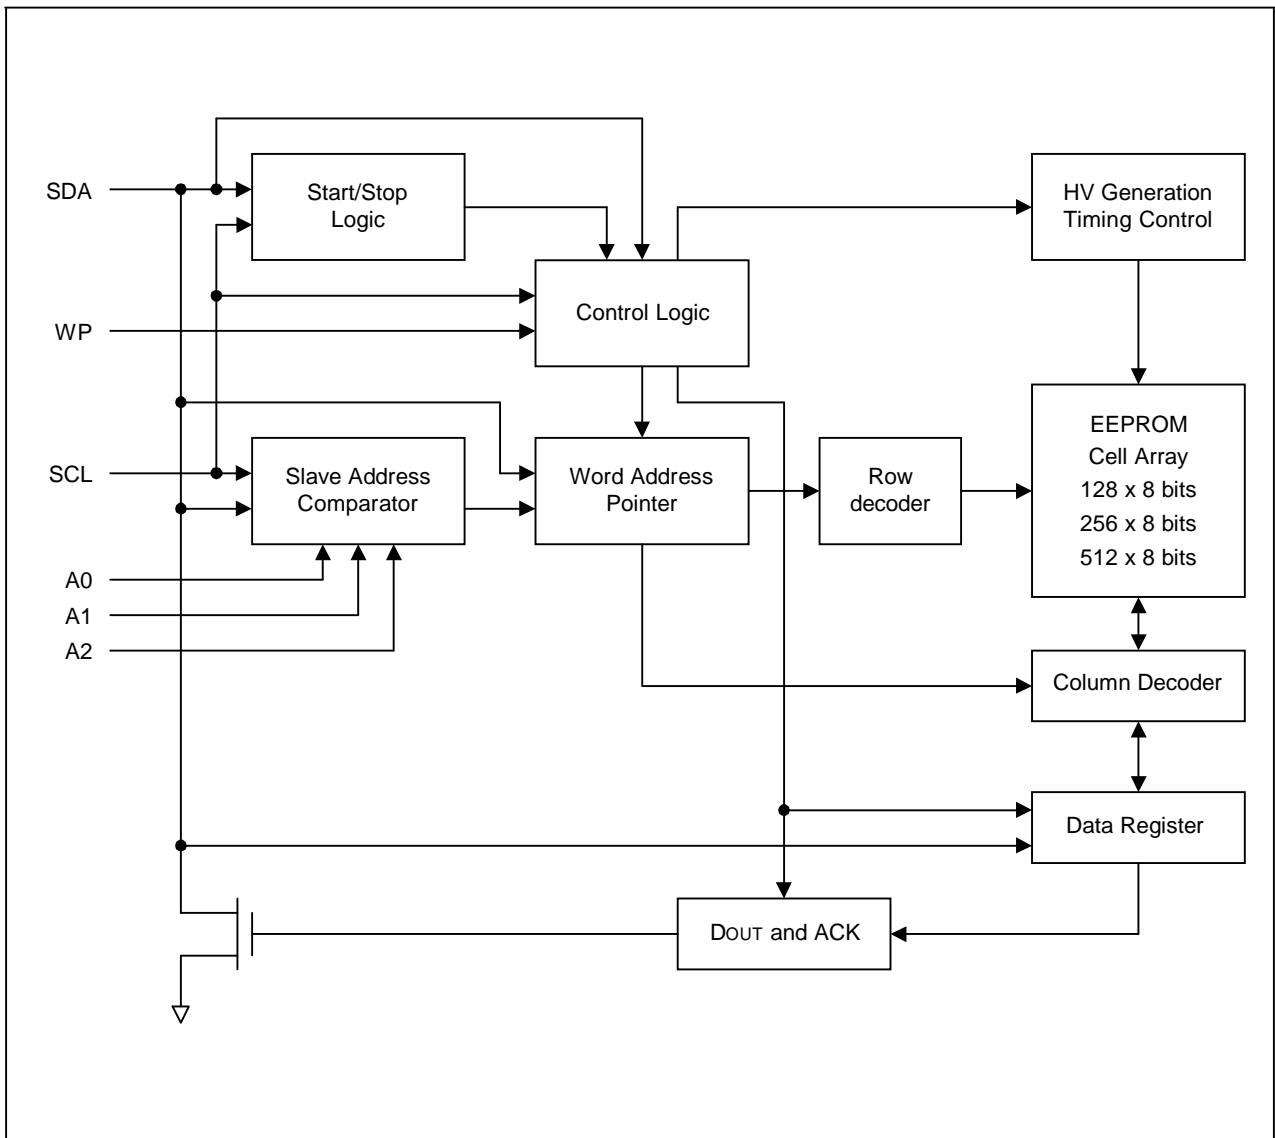 SDA
Start/Stop
Logic
HV Generation
Timing Control
WP
Control Logic
SCL
Slave Address
Comparator
Word Address
Pointer
Row
decoder
EEPROM
Cell Array
128 x 8 bits
256 x 8 bits
512 x 8 bits
A0
A1
A2
Column Decoder
Data Register
DOUT and ACK